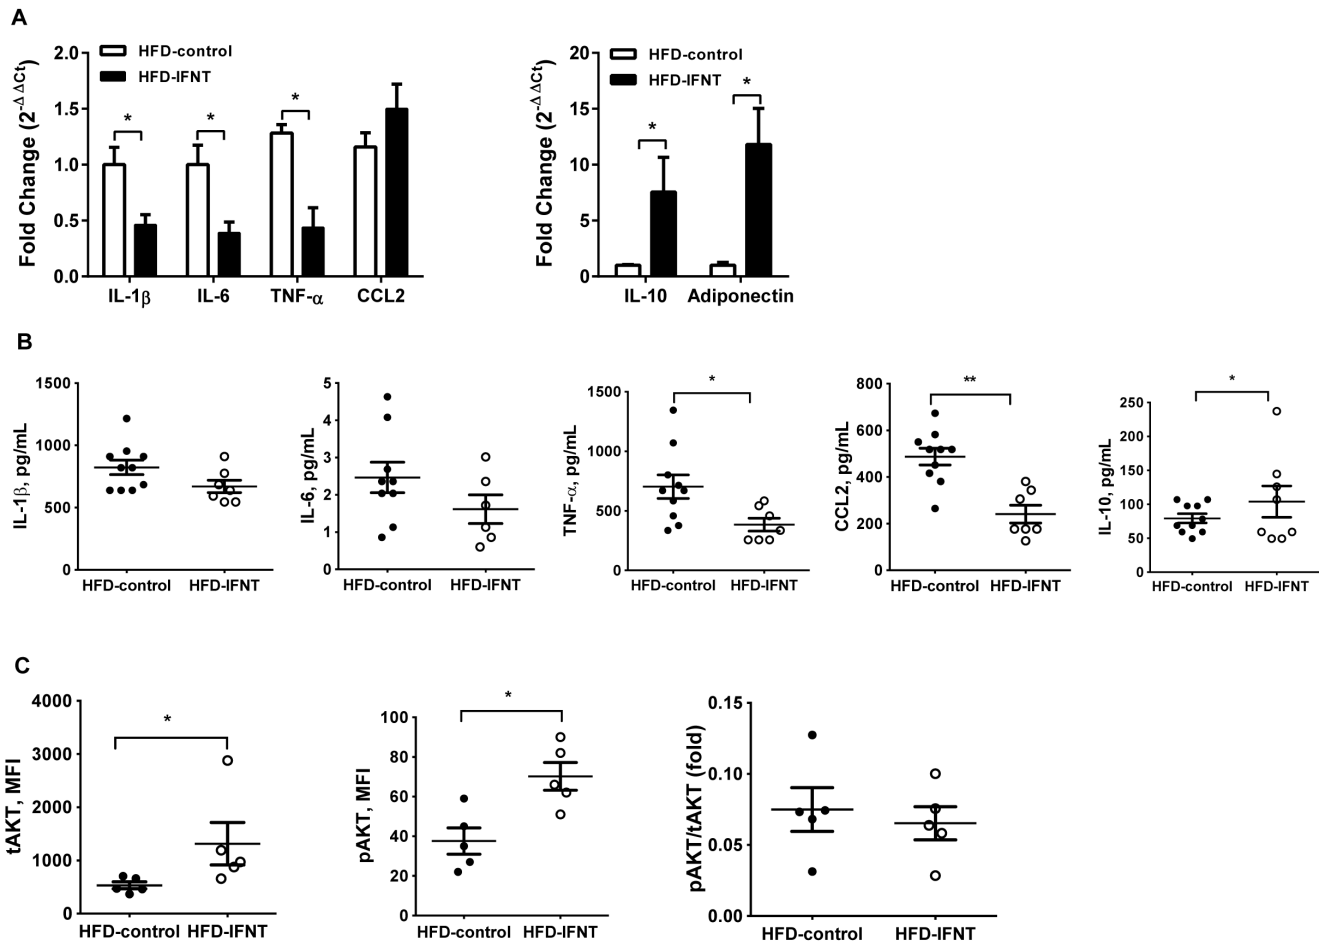 A
HFD-control
HFD-IFNT
Fold Change (2-Δ ΔCt)
2.0
1.5
1.0
0.5
0.0
*
*
*
IL-1β
IL-6
TNF-α
CCL2
HFD-control
HFD-IFNT
Fold Change (2-Δ ΔCt)
20
15
10
5
0
*
*
IL-10
Adiponectin
B
IL-1β, pg/mL
1500
1000
500
0
HFD-control
HFD-IFNT
IL-6, pg/mL
5
4
3
2
1
0
HFD-control
HFD-IFNT
TNF-α, pg/mL
1500
1000
500
0
*
HFD-control
HFD-IFNT
CCL2, pg/mL
800
600
400
200
0
**
HFD-control
HFD-IFNT
IL-10, pg/mL
250
200
150
100
50
0
*
HFD-control
HFD-IFNT
C
tAKT, MFI
4000
3000
2000
1000
0
*
HFD-control
HFD-IFNT
pAKT, MFI
100
80
60
40
20
0
*
HFD-control
HFD-IFNT
pAKT/tAKT (fold)
0.15
0.10
0.05
0.00
HFD-control
HFD-IFNT